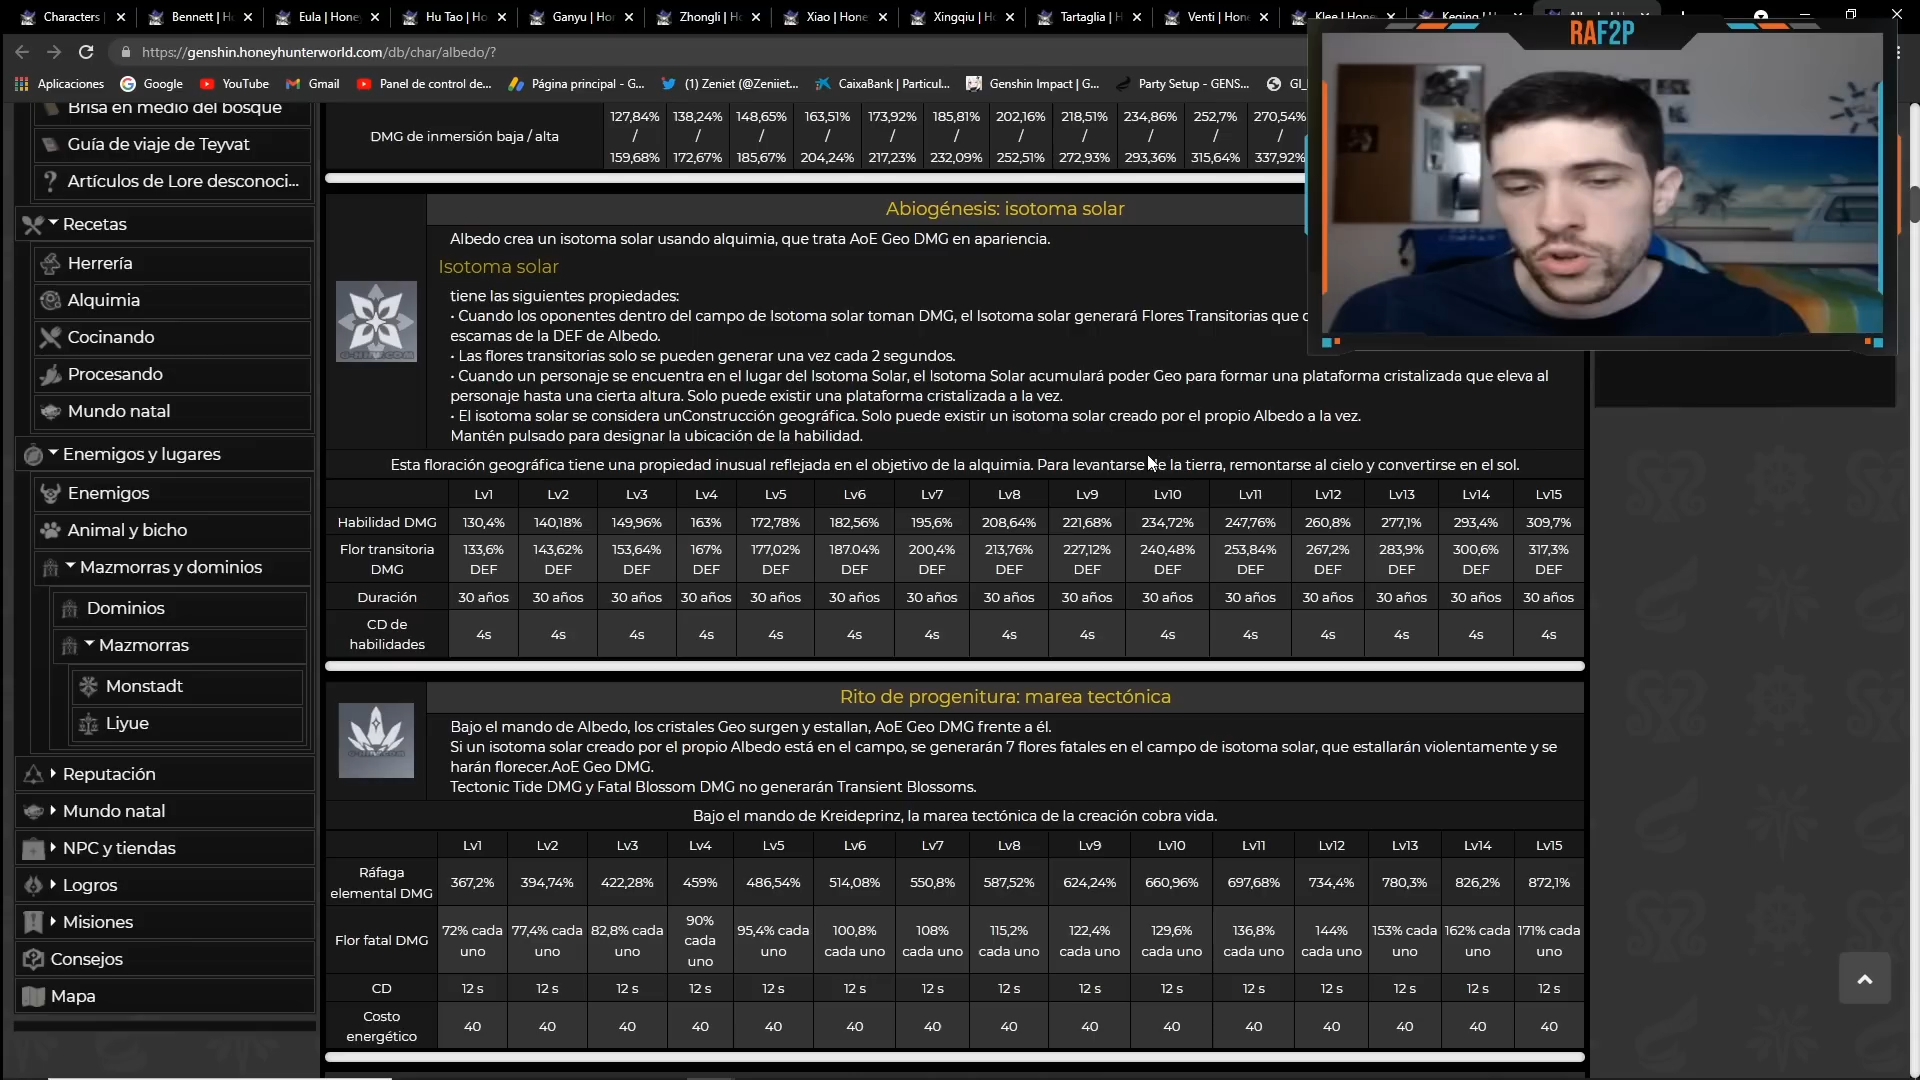 Characters
Bennett | H
Eula | Hone
Hu Tao | Ho
Ganyu | Ho
Zhongli | H
Xiao | Hone
Xingqiu | H
Tartaglia | H
Venti | Hone
Klee | Hone
Keqing | H
https://genshin.honeyhunterworld.com/db/char/albedo/?
Aplicaciones
Google
YouTube
Gmail
Panel de control de...
Página principal - G...
(1) Zeniet (@Zeniiet...
CaixaBank | Particul...
Genshin Impact | G...
Party Setup - GENS...
GI_
RAF2P
Brisa en medio del bosque
Guía de viaje de Teyvat
Artículos de Lore desconoci...
Recetas
Herrería
Alquimia
Cocinando
Procesando
Mundo natal
Enemigos y lugares
Enemigos
Animal y bicho
Mazmorras y dominios
Dominios
Mazmorras
Monstadt
Liyue
Reputación
Mundo natal
NPC y tiendas
Logros
Misiones
Consejos
Mapa
DMG de inmersión baja / alta
127,84% / 159,68%
138,24% / 172,67%
148,65% / 185,67%
163,51% / 204,24%
173,92% / 217,23%
185,81% / 232,09%
202,16% / 252,51%
218,51% / 272,93%
234,86% / 293,36%
252,7% / 315,64%
270,54% / 337,92%
Abiogénesis: isotoma solar
Albedo crea un isotoma solar usando alquimia, que trata AoE Geo DMG en apariencia.
Isotoma solar
tiene las siguientes propiedades:
• Cuando los oponentes dentro del campo de Isotoma solar toman DMG, el Isotoma solar generará Flores Transitorias que
escamas de la DEF de Albedo.
• Las flores transitorias solo se pueden generar una vez cada 2 segundos.
• Cuando un personaje se encuentra en el lugar del Isotoma Solar, el Isotoma Solar acumulará poder Geo para formar una plataforma cristalizada que eleva al
personaje hasta una cierta altura. Solo puede existir una plataforma cristalizada a la vez.
• El isotoma solar se considera unConstrucción geográfica. Solo puede existir un isotoma solar creado por el propio Albedo a la vez.
Mantén pulsado para designar la ubicación de la habilidad.
Esta floración geográfica tiene una propiedad inusual reflejada en el objetivo de la alquimia. Para levantarse de la tierra, remontarse al cielo y convertirse en el sol.
Lv1 Lv2 Lv3 Lv4 Lv5 Lv6 Lv7 Lv8 Lv9 Lv10 Lv11 Lv12 Lv13 Lv14 Lv15
Habilidad DMG 130,4% 140,18% 149,96% 163% 172,78% 182,56% 195,6% 208,64% 221,68% 234,72% 247,76% 260,8% 277,1% 293,4% 309,7%
Flor transitoria 133,6% 143,62% 153,64% 167% 177,02% 187.04% 200,4% 213,76% 227,12% 240,48% 253,84% 267,2% 283,9% 300,6% 317,3%
DMG DEF DEF DEF DEF DEF DEF DEF DEF DEF DEF DEF DEF DEF DEF DEF
Duración 30 años 30 años 30 años 30 años 30 años 30 años 30 años 30 años 30 años 30 años 30 años 30 años 30 años 30 años 30 años
CD de
habilidades 4s 4s 4s 4s 4s 4s 4s 4s 4s 4s 4s 4s 4s 4s 4s
Rito de progenitura: marea tectónica
Bajo el mando de Albedo, los cristales Geo surgen y estallan, AoE Geo DMG frente a él.
Si un isotoma solar creado por el propio Albedo está en el campo, se generarán 7 flores fatales en el campo de isotoma solar, que estallarán violentamente y se
harán florecer.AoE Geo DMG.
Tectonic Tide DMG y Fatal Blossom DMG no generarán Transient Blossoms.
Bajo el mando de Kreideprinz, la marea tectónica de la creación cobra vida.
Lv1 Lv2 Lv3 Lv4 Lv5 Lv6 Lv7 Lv8 Lv9 Lv10 Lv11 Lv12 Lv13 Lv14 Lv15
Ráfaga
elemental DMG 367,2% 394,74% 422,28% 459% 486,54% 514,08% 550,8% 587,52% 624,24% 660,96% 697,68% 734,4% 780,3% 826,2% 872,1%
Flor fatal DMG 72% cada uno 77,4% cada uno 82,8% cada uno 90% cada uno 95,4% cada uno 100,8% cada uno 108% cada uno 115,2% cada uno 122,4% cada uno 129,6% cada uno 136,8% cada uno 144% cada uno 153% cada uno 162% cada uno 171% cada uno
CD 12 s 12 s 12 s 12 s 12 s 12 s 12 s 12 s 12 s 12 s 12 s 12 s 12 s 12 s 12 s
Costo
energético 40 40 40 40 40 40 40 40 40 40 40 40 40 40 40